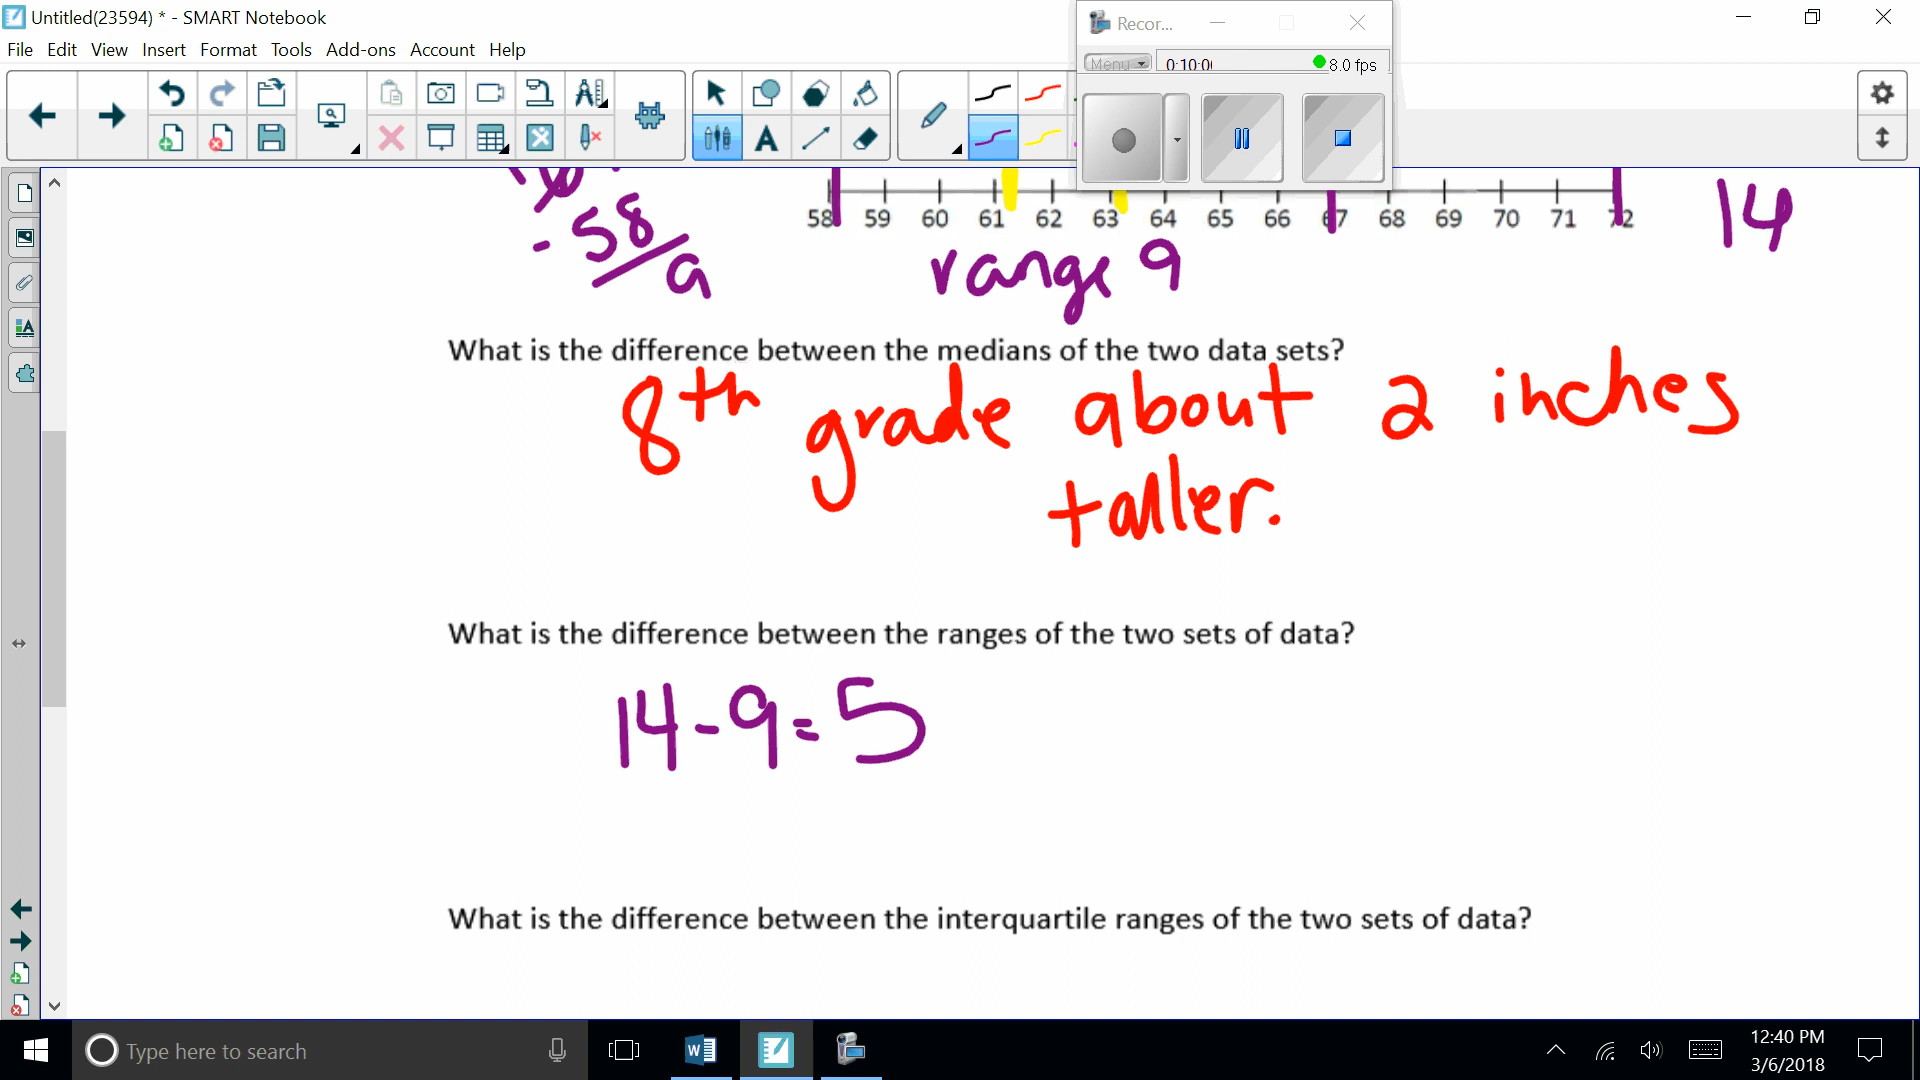 Untitled(23594) * - SMART Notebook
Recor...
File Edit View Insert Format Tools Add-ons Account Help
Menu 0:10:0 8.0 fps
58 59 60 61 62 63 64 65 66 67 68 69 70 71 72
14
- 58
9
range 9
What is the difference between the medians of the two data sets?
8th grade about 2 inches
taller.
What is the difference between the ranges of the two sets of data?
14-9=5
What is the difference between the interquartile ranges of the two sets of data?
Type here to search
12:40 PM
3/6/2018